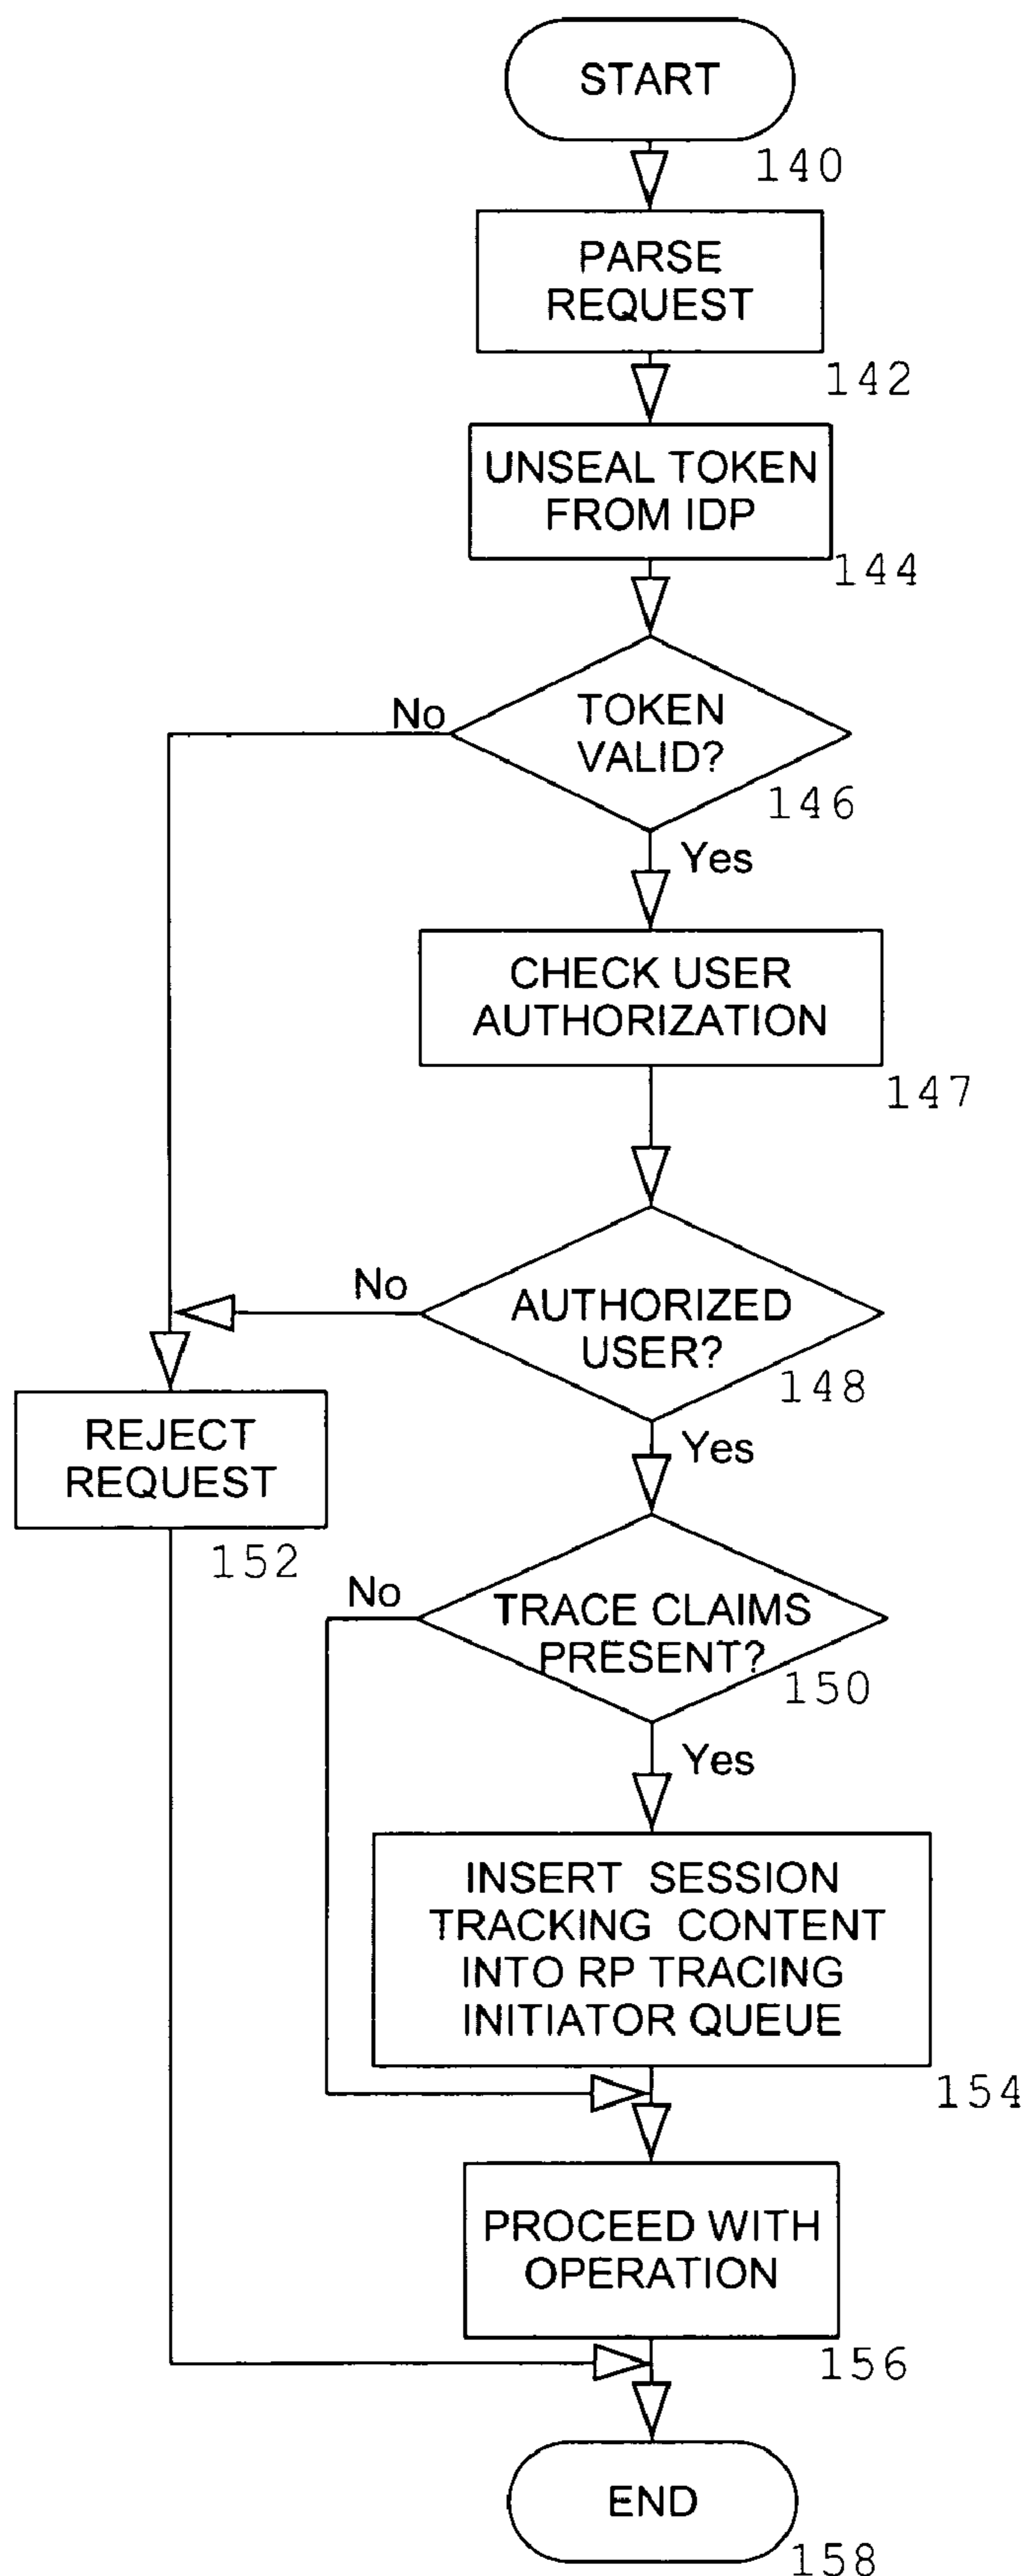 START
140
PARSE
REQUEST
142
UNSEAL TOKEN
FROM IDP
144
No
TOKEN
VALID?
146
Yes
CHECK USER
AUTHORIZATION
147
No
AUTHORIZED
USER?
148
Yes
REJECT
REQUEST
152
No
TRACE CLAIMS
PRESENT?
150
Yes
INSERT SESSION
TRACKING CONTENT
INTO RP TRACING
INITIATOR QUEUE
154
PROCEED WITH
OPERATION
156
END
158